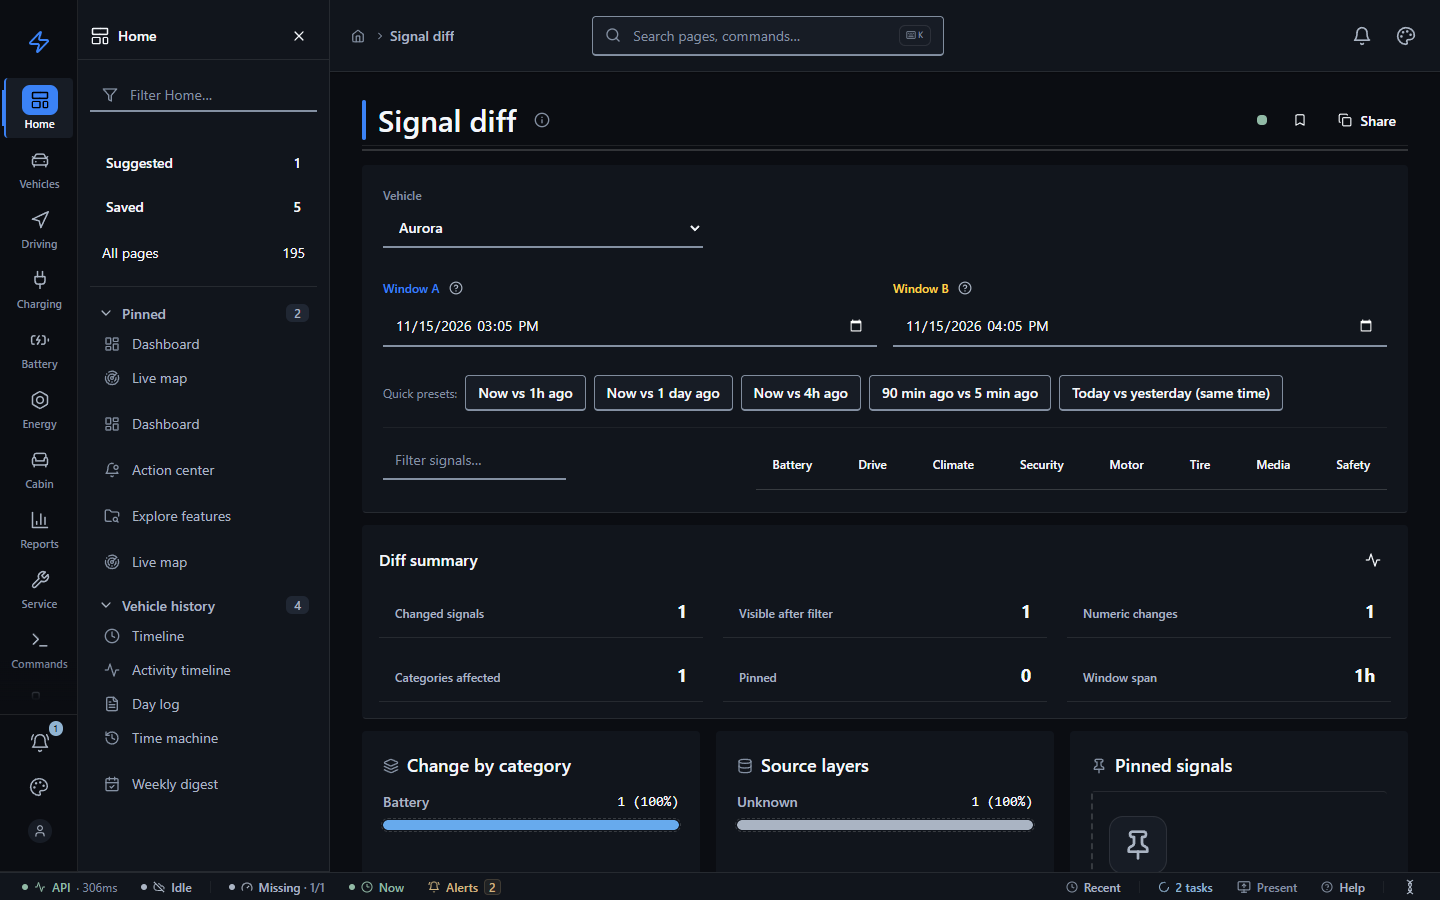 Home
Signal diff
Search pages, commands...
K
Home
Vehicles
Driving
Charging
Battery
Energy
Cabin
Reports
Service
Commands
1
Filter Home...
Suggested 1
Saved 5
All pages 195
Pinned 2
Dashboard
Live map
Dashboard
Action center
Explore features
Live map
Vehicle history 4
Timeline
Activity timeline
Day log
Time machine
Weekly digest
Signal diff
Share
Vehicle
Aurora
Window A
11/15/2026 03:05 PM
Window B
11/15/2026 04:05 PM
Quick presets: Now vs 1h ago Now vs 1 day ago Now vs 4h ago 90 min ago vs 5 min ago Today vs yesterday (same time)
Filter signals...
Battery Drive Climate Security Motor Tire Media Safety
Diff summary
Changed signals 1 Visible after filter 1 Numeric changes 1
Categories affected 1 Pinned 0 Window span 1h
Change by category
Battery 1 (100%)
Source layers
Unknown 1 (100%)
Pinned signals
API · 306ms Idle Missing · 1/1 Now Alerts 2 Recent 2 tasks Present Help